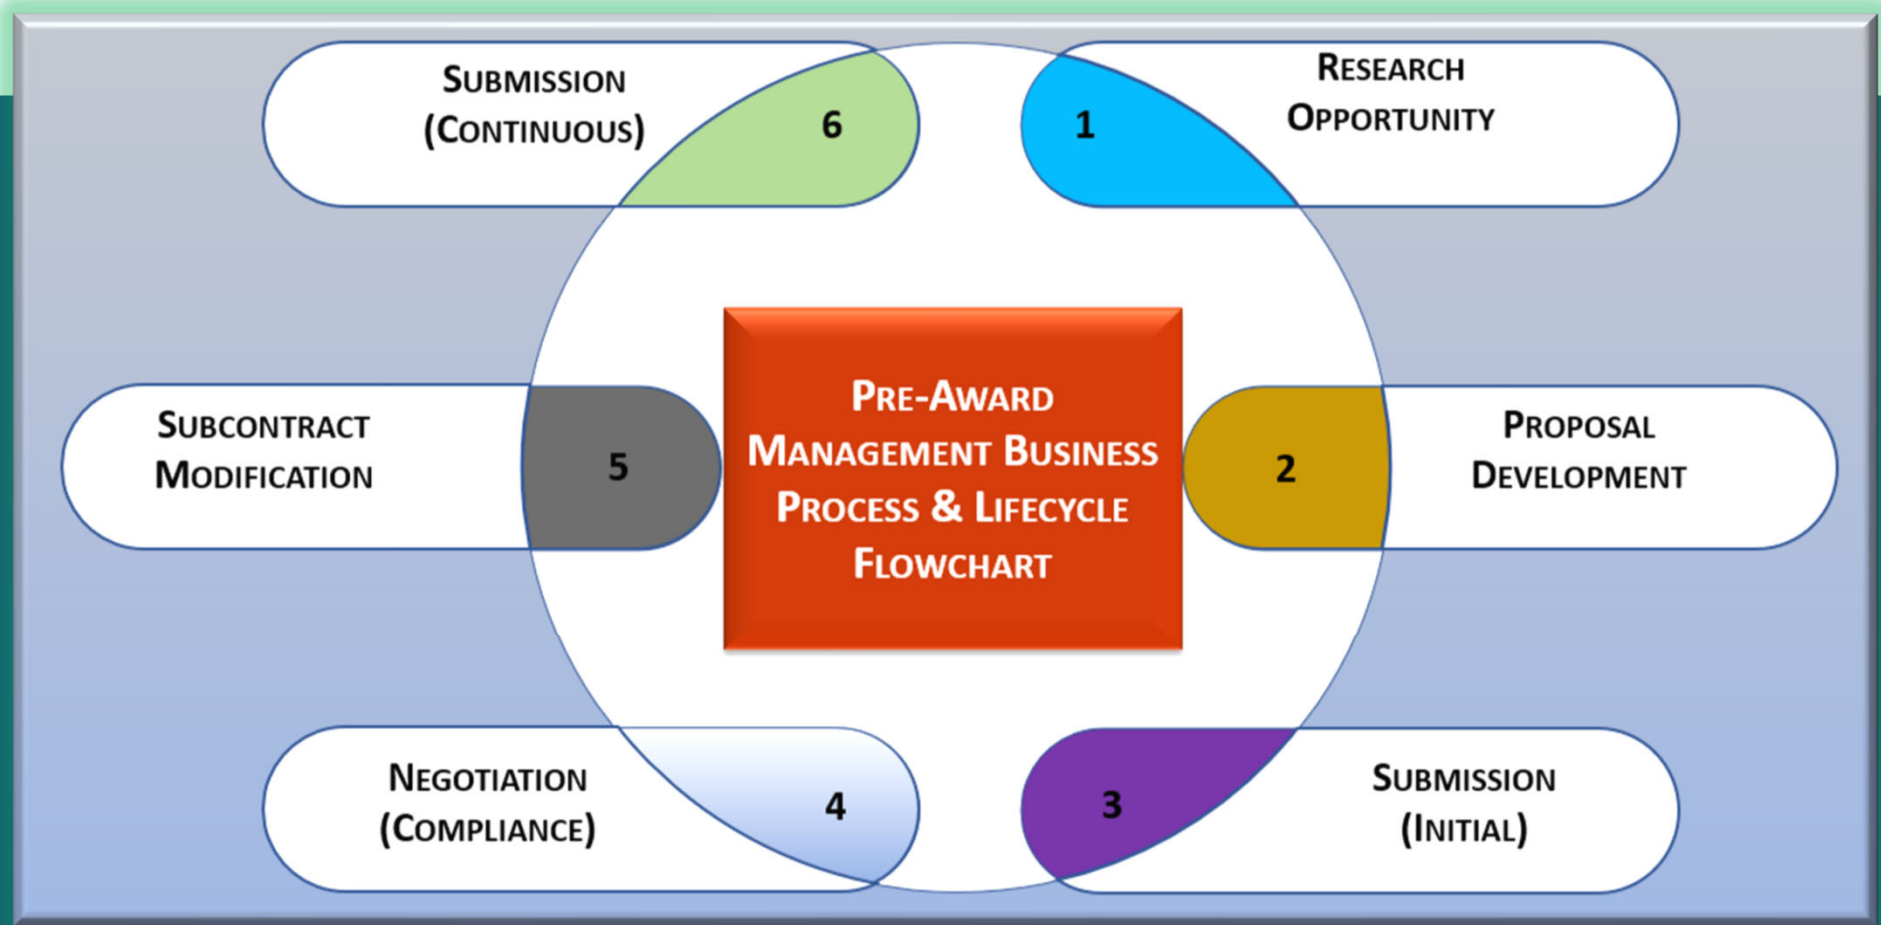 Submission
(Continuous)
6
1
Research
Opportunity
Subcontract
Modification
5
Pre-Award
Management Business
Process & Lifecycle
Flowchart
2
Proposal
Development
Negotiation
(Compliance)
4
3
Submission
(Initial)